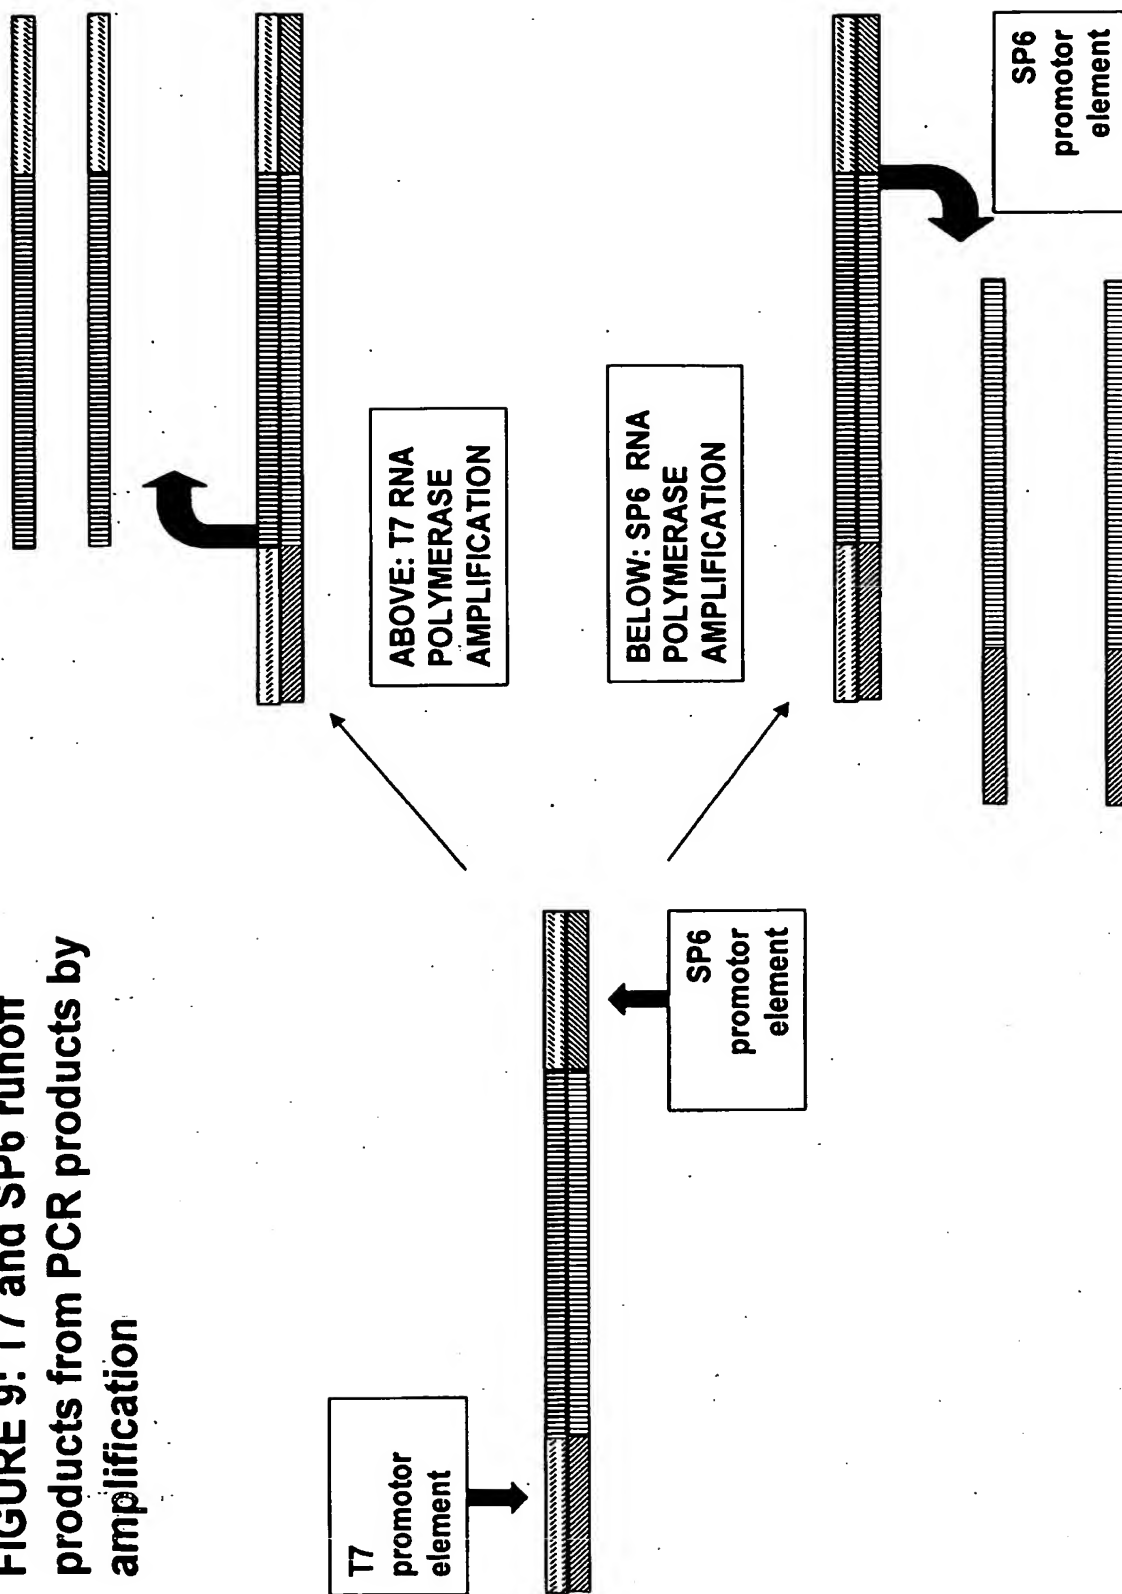 FIGURE 9: T7 and SP6 runoff
products from PCR products by
amplification
T7
promotor
element
SP6
promotor
element
ABOVE: T7 RNA
POLYMERASE
AMPLIFICATION
BELOW: SP6 RNA
POLYMERASE
AMPLIFICATION
SP6
promotor
element